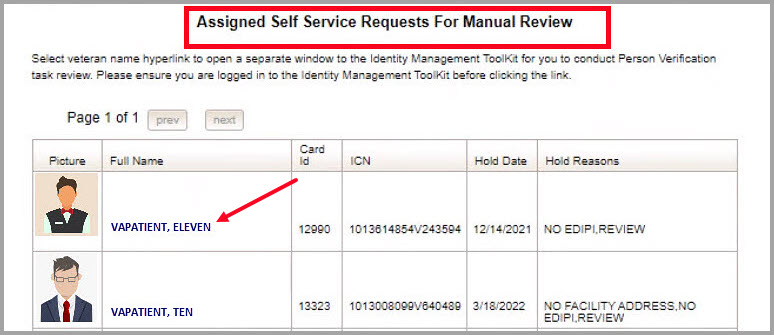 Assigned Self Service Requests For Manual Review
Select veteran name hyperlink to open a separate window to the Identity Management ToolKit for you to conduct Person Verification
task review. Please ensure you are logged in to the Identity Management ToolKit before clicking the link.
Page 1 of 1 prev next
Picture Full Name Card Id ICN Hold Date Hold Reasons
VAPATIENT, ELEVEN 12990 1013614854V243594 12/14/2021 NO EDIPI,REVIEW
VAPATIENT, TEN 13323 1013008099V640489 3/18/2022 NO FACILITY ADDRESS,NO
EDIPI,REVIEW